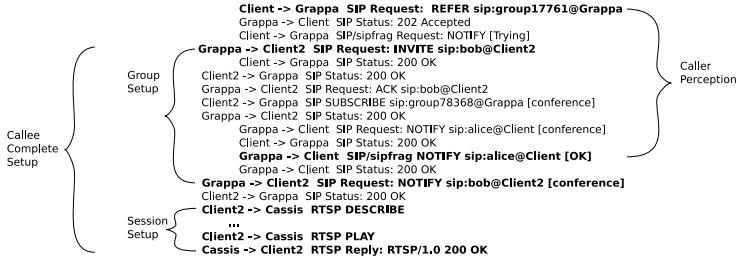 Client -> Grappa SIP Request: REFER sip:group17761@Grappa
Grappa -> Client SIP Status: 202 Accepted
Grappa -> Client SIP/sipfrag Request: NOTIFY [Trying]
Grappa -> Client2 SIP Request: INVITE sip:bob@Client2
Client -> Grappa SIP Status: 200 OK
Client2 -> Grappa SIP Status: 200 OK
Grappa -> Client2 SIP Request: ACK sip:bob@Client2
Client2 -> Grappa SIP SUBSCRIBE sip:group78368@Grappa [conference]
Grappa -> Client2 SIP Status: 200 OK
Grappa -> Client SIP Request: NOTIFY sip:alice@Client [conference]
Client -> Grappa SIP Status: 200 OK
Grappa -> Client SIP/sipfrag NOTIFY sip:alice@Client [OK]
Client -> Grappa SIP Status: 200 OK
Grappa -> Client2 SIP Request: NOTIFY sip:bob@Client2 [conference]
Client2 -> Grappa SIP Status: 200 OK
Client2 -> Cassis RTSP DESCRIBE
...
Client2 -> Cassis RTSP PLAY
Cassis -> Client2 RTSP Reply: RTSP/1.0 200 OK
Group
Setup
Session
Setup
Callee
Complete
Setup
Caller
Perception